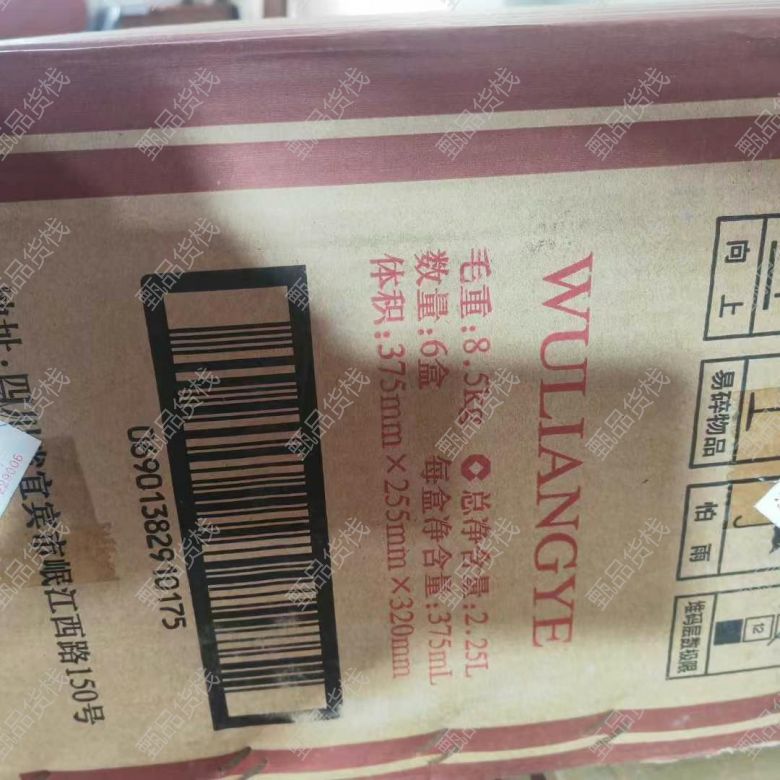 WULIANGYE
毛重:8.5KG 总净含量:2.25L
数量:6盒 每盒净含量:375mL
体积:375mm×255mm×320mm
向上
易碎物品
怕雨
堆码层数极限
12
06901382910175
宜宾市岷江西路150号
甄品货栈